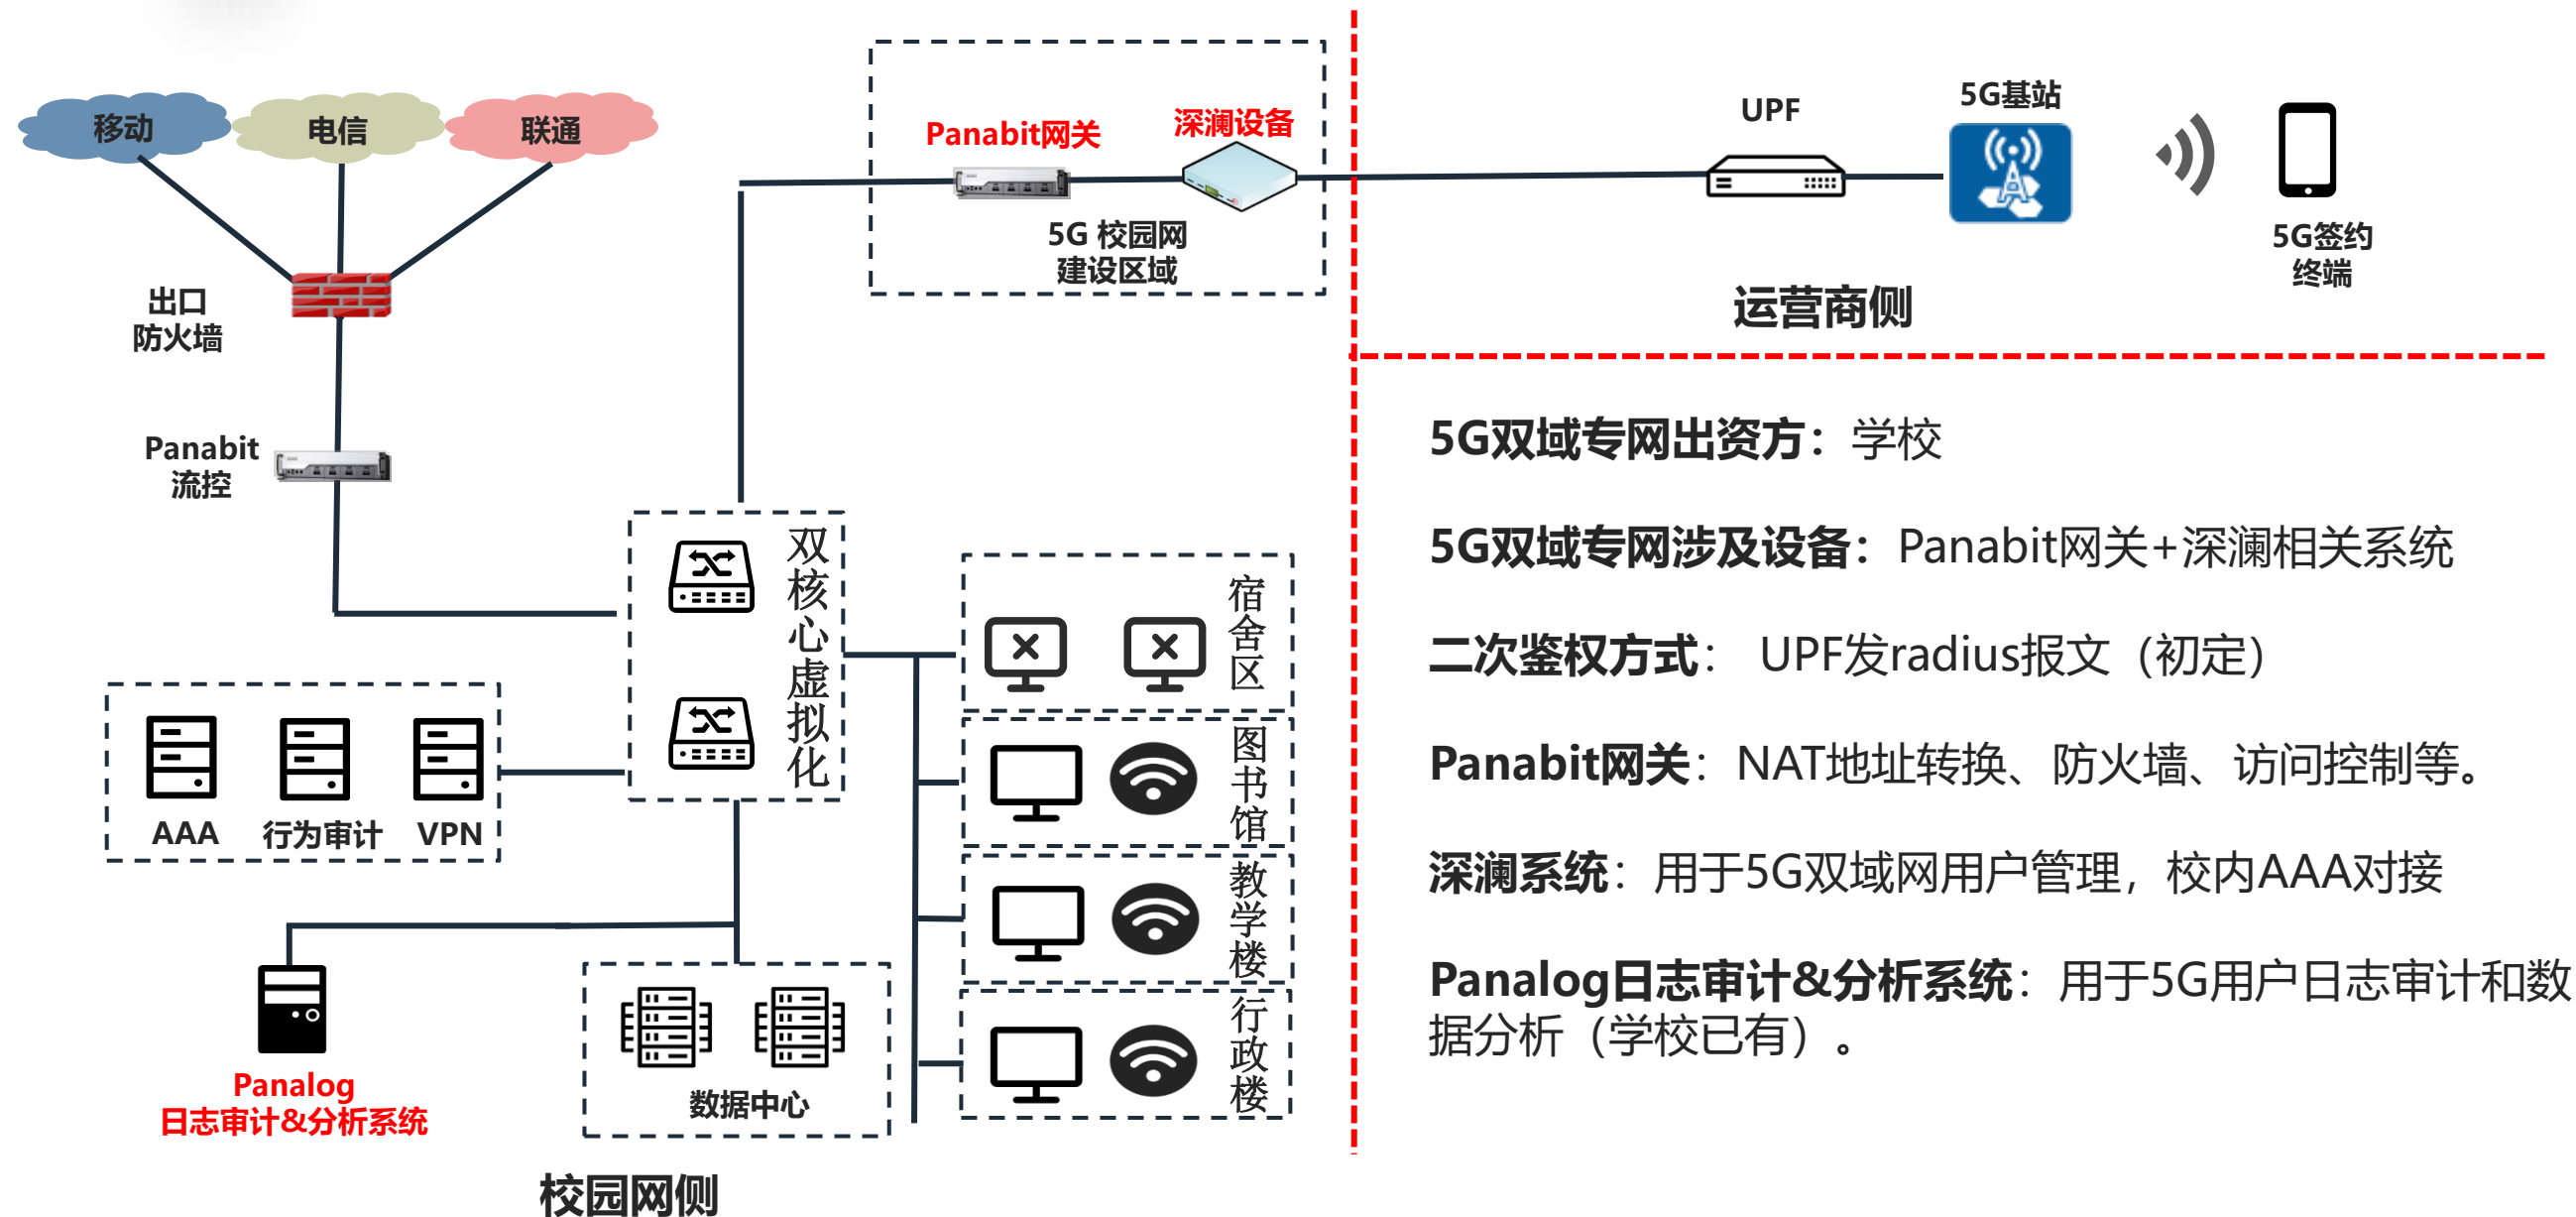 移动
电信
联通
出口
防火墙
Panabit
流控
Panabit网关
深澜设备
5G 校园网
建设区域
UPF
5G基站
5G签约
终端
运营商侧
双核心虚拟化
宿舍区
图书馆
教学楼
行政楼
AAA
行为审计
VPN
Panalog
日志审计&分析系统
数据中心
校园网侧
5G双域专网出资方：学校
5G双域专网涉及设备：Panabit网关+深澜相关系统
二次鉴权方式： UPF发radius报文（初定）
Panabit网关：NAT地址转换、防火墙、访问控制等。
深澜系统：用于5G双域网用户管理，校内AAA对接
Panalog日志审计&分析系统：用于5G用户日志审计和数
据分析（学校已有）。